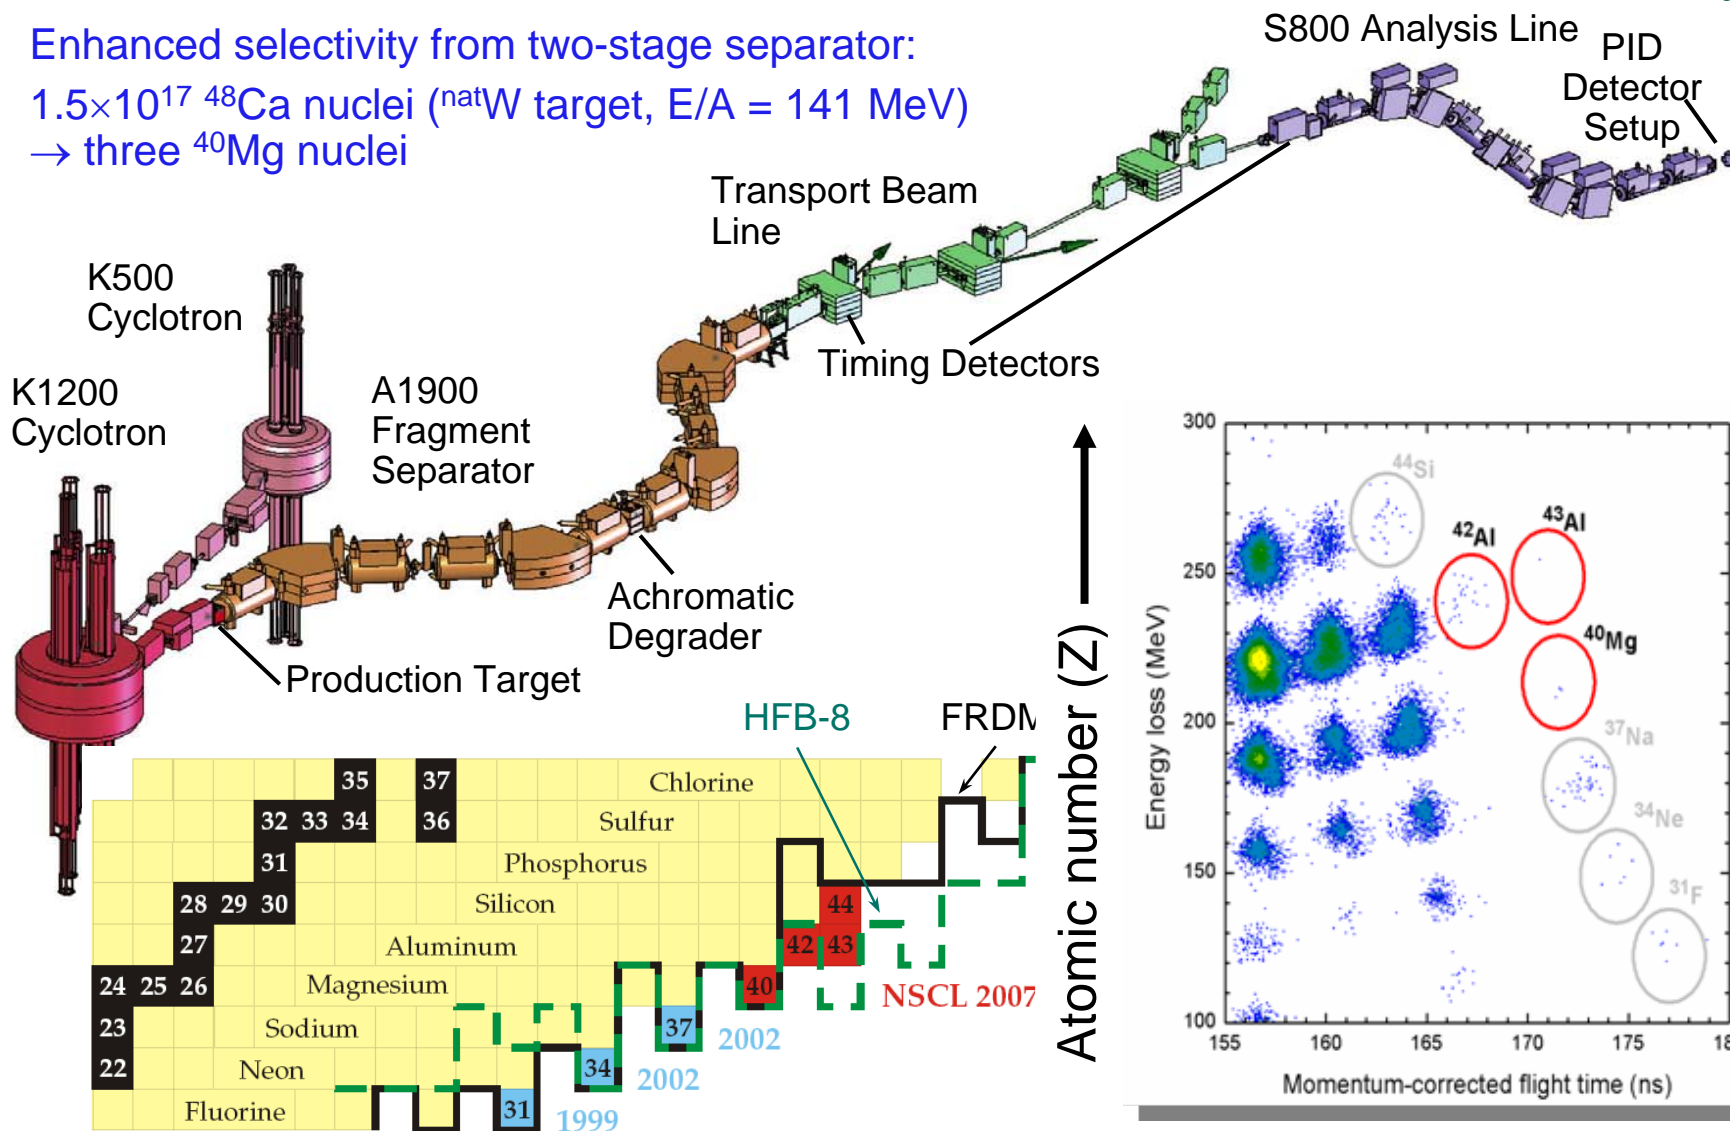 Enhanced selectivity from two-stage separator:
1.5×10¹⁷ ⁴⁸Ca nuclei (ⁿᵃᵗW target, E/A = 141 MeV)
→ three ⁴⁰Mg nuclei
S800 Analysis Line
PID
Detector
Setup
Transport Beam
Line
K500
Cyclotron
Timing Detectors
K1200
Cyclotron
A1900
Fragment
Separator
Achromatic
Degrader
Production Target
HFB-8
FRDM
35 37 Chlorine
32 33 34 36 Sulfur
31 Phosphorus
28 29 30 Silicon 44
27 Aluminum 42 43
24 25 26 Magnesium 40
NSCL 2007
23 Sodium 37
2002
22 Neon 34
2002
Fluorine 31
1999
Atomic number (Z)
Energy loss (MeV)
300
250
200
150
100
⁴⁴Si
⁴²Al
⁴³Al
⁴⁰Mg
³⁷Na
³⁴Ne
³¹F
155 160 165 170 175 18
Momentum-corrected flight time (ns)